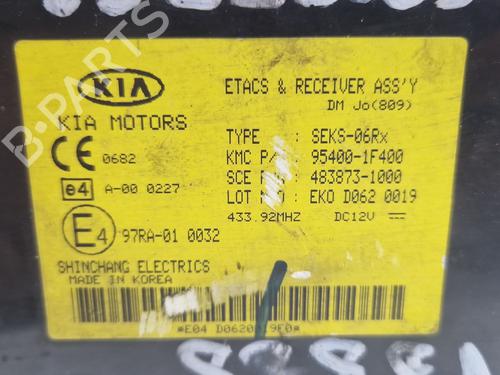 KIA
ETACS & RECEIVER ASS'Y
DM Jo(809)
KIA MOTORS
TYPE : SEKS-06Rx
CE 0682
KMC P/ 95400-1F400
e4 A-00 0227
SCE 483873-1000
LOT : EKO D062 0019
433.92MHZ DC12V
E4 97RA-01 0032
SHINCHANG ELECTRICS
MADE IN KOREA
*E04 D0620019E0*
B-PARTS